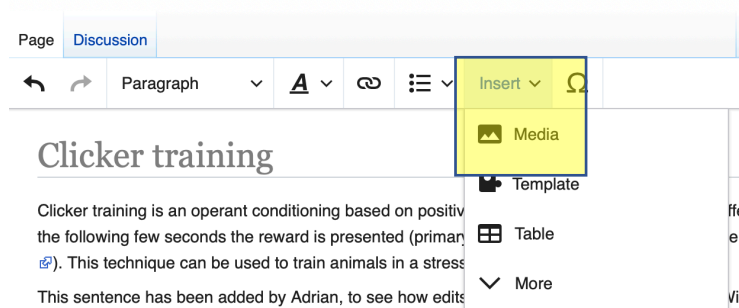 Page Discussion
Paragraph A Insert Ω
Media
Clicker training
Template
Clicker training is an operant conditioning based on positiv
the following few seconds the reward is presented (primary
Table
). This technique can be used to train animals in a stress
More
This sentence has been added by Adrian, to see how edits